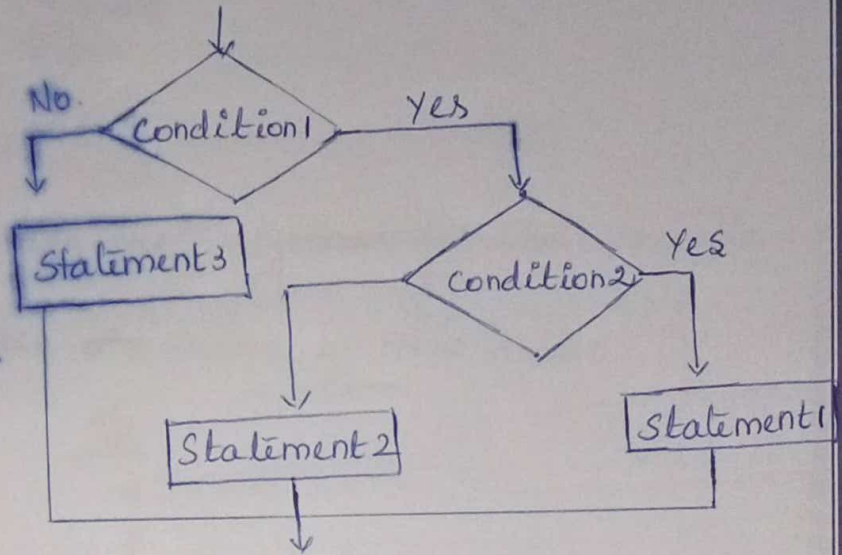 No.
Condition1
Yes
Statement3
Condition2
Yes
Statement2
Statement1